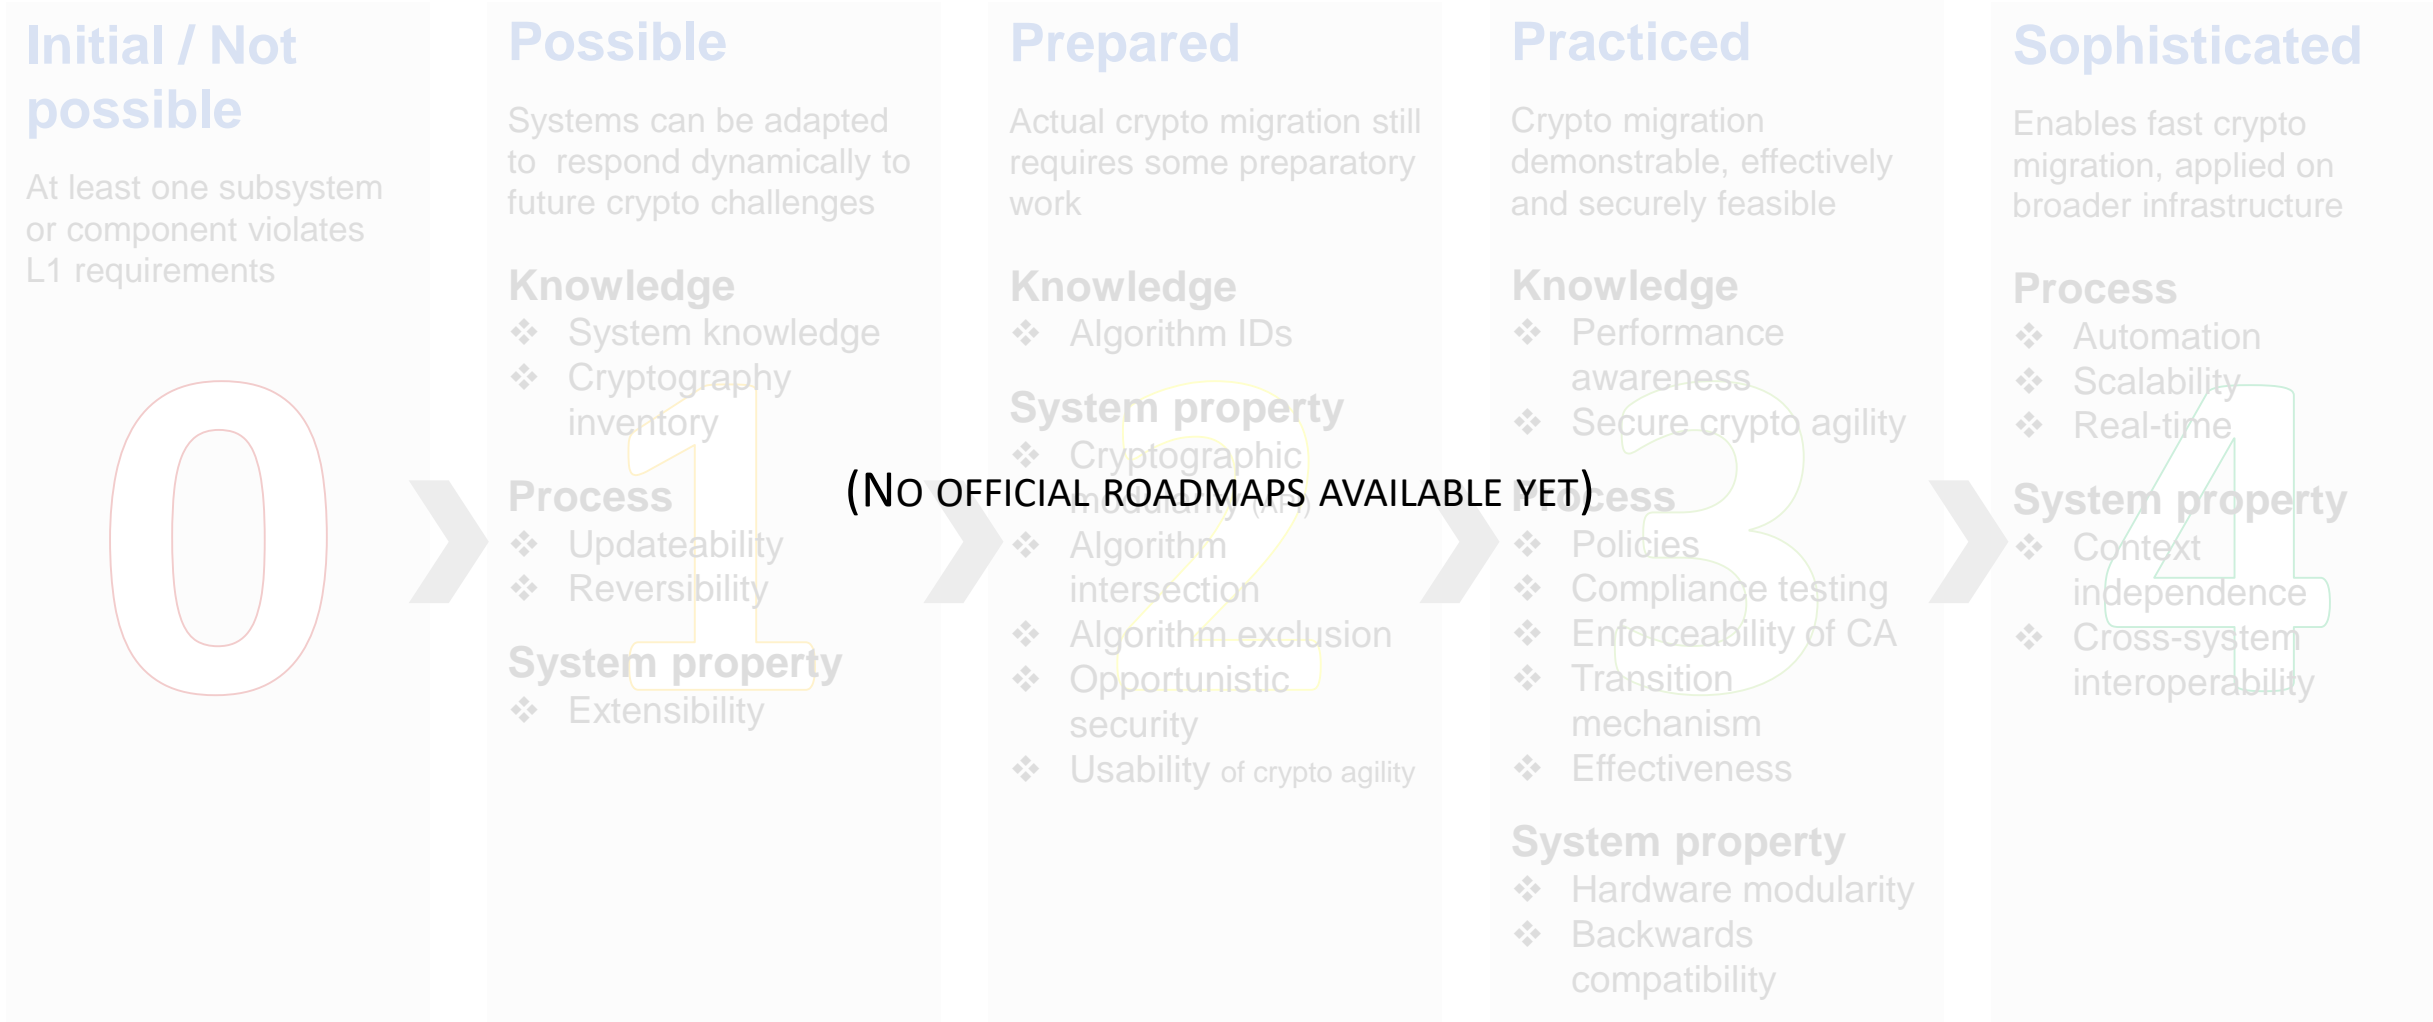 Initial / Not
possible
At least one subsystem
or component violates
L1 requirements
0
Possible
Systems can be adapted
to respond dynamically to
future crypto challenges
Knowledge
❖ System knowledge
❖ Cryptography
inventory
Process
❖ Updateability
❖ Reversibility
System property
❖ Extensibility
1
Prepared
Actual crypto migration still
requires some preparatory
work
Knowledge
❖ Algorithm IDs
System property
❖ Cryptographic
modularity (API)
❖ Algorithm
intersection
❖ Algorithm exclusion
❖ Opportunistic
security
❖ Usability of crypto agility
2
(NO OFFICIAL ROADMAPS AVAILABLE YET)
Practiced
Crypto migration
demonstrable, effectively
and securely feasible
Knowledge
❖ Performance
awareness
❖ Secure crypto agility
Process
❖ Policies
❖ Compliance testing
❖ Enforceability of CA
❖ Transition
mechanism
❖ Effectiveness
System property
❖ Hardware modularity
❖ Backwards
compatibility
3
Sophisticated
Enables fast crypto
migration, applied on
broader infrastructure
Process
❖ Automation
❖ Scalability
❖ Real-time
System property
❖ Context
independence
❖ Cross-system
interoperability
4